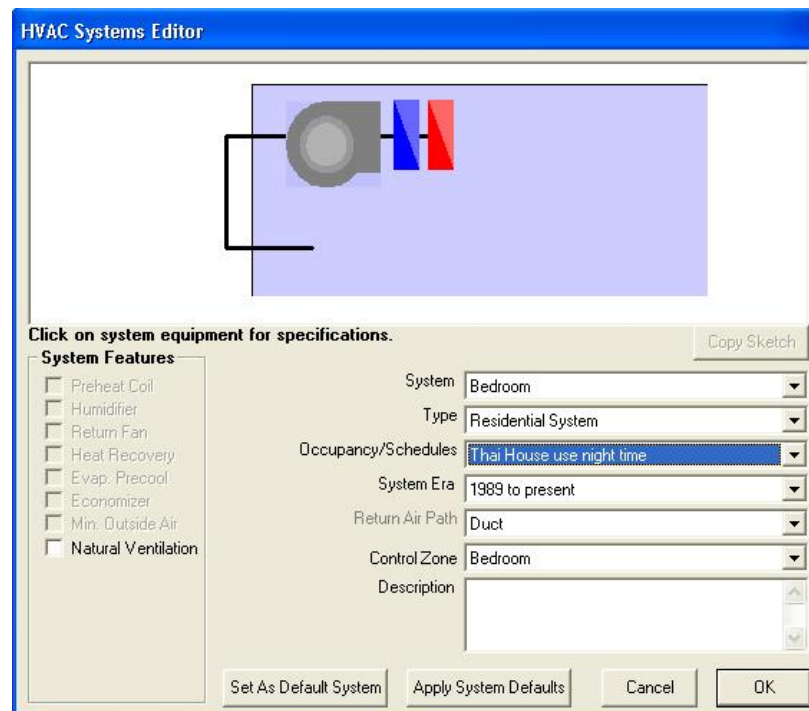 HVAC Systems Editor
Click on system equipment for specifications.
Copy Sketch
System Features
Preheat Coil
Humidifier
Return Fan
Heat Recovery
Evap. Precool
Economizer
Min. Outside Air
Natural Ventilation
System Bedroom
Type Residential System
Occupancy/Schedules Thai House use night time
System Era 1989 to present
Return Air Path Duct
Control Zone Bedroom
Description
Set As Default System Apply System Defaults Cancel OK